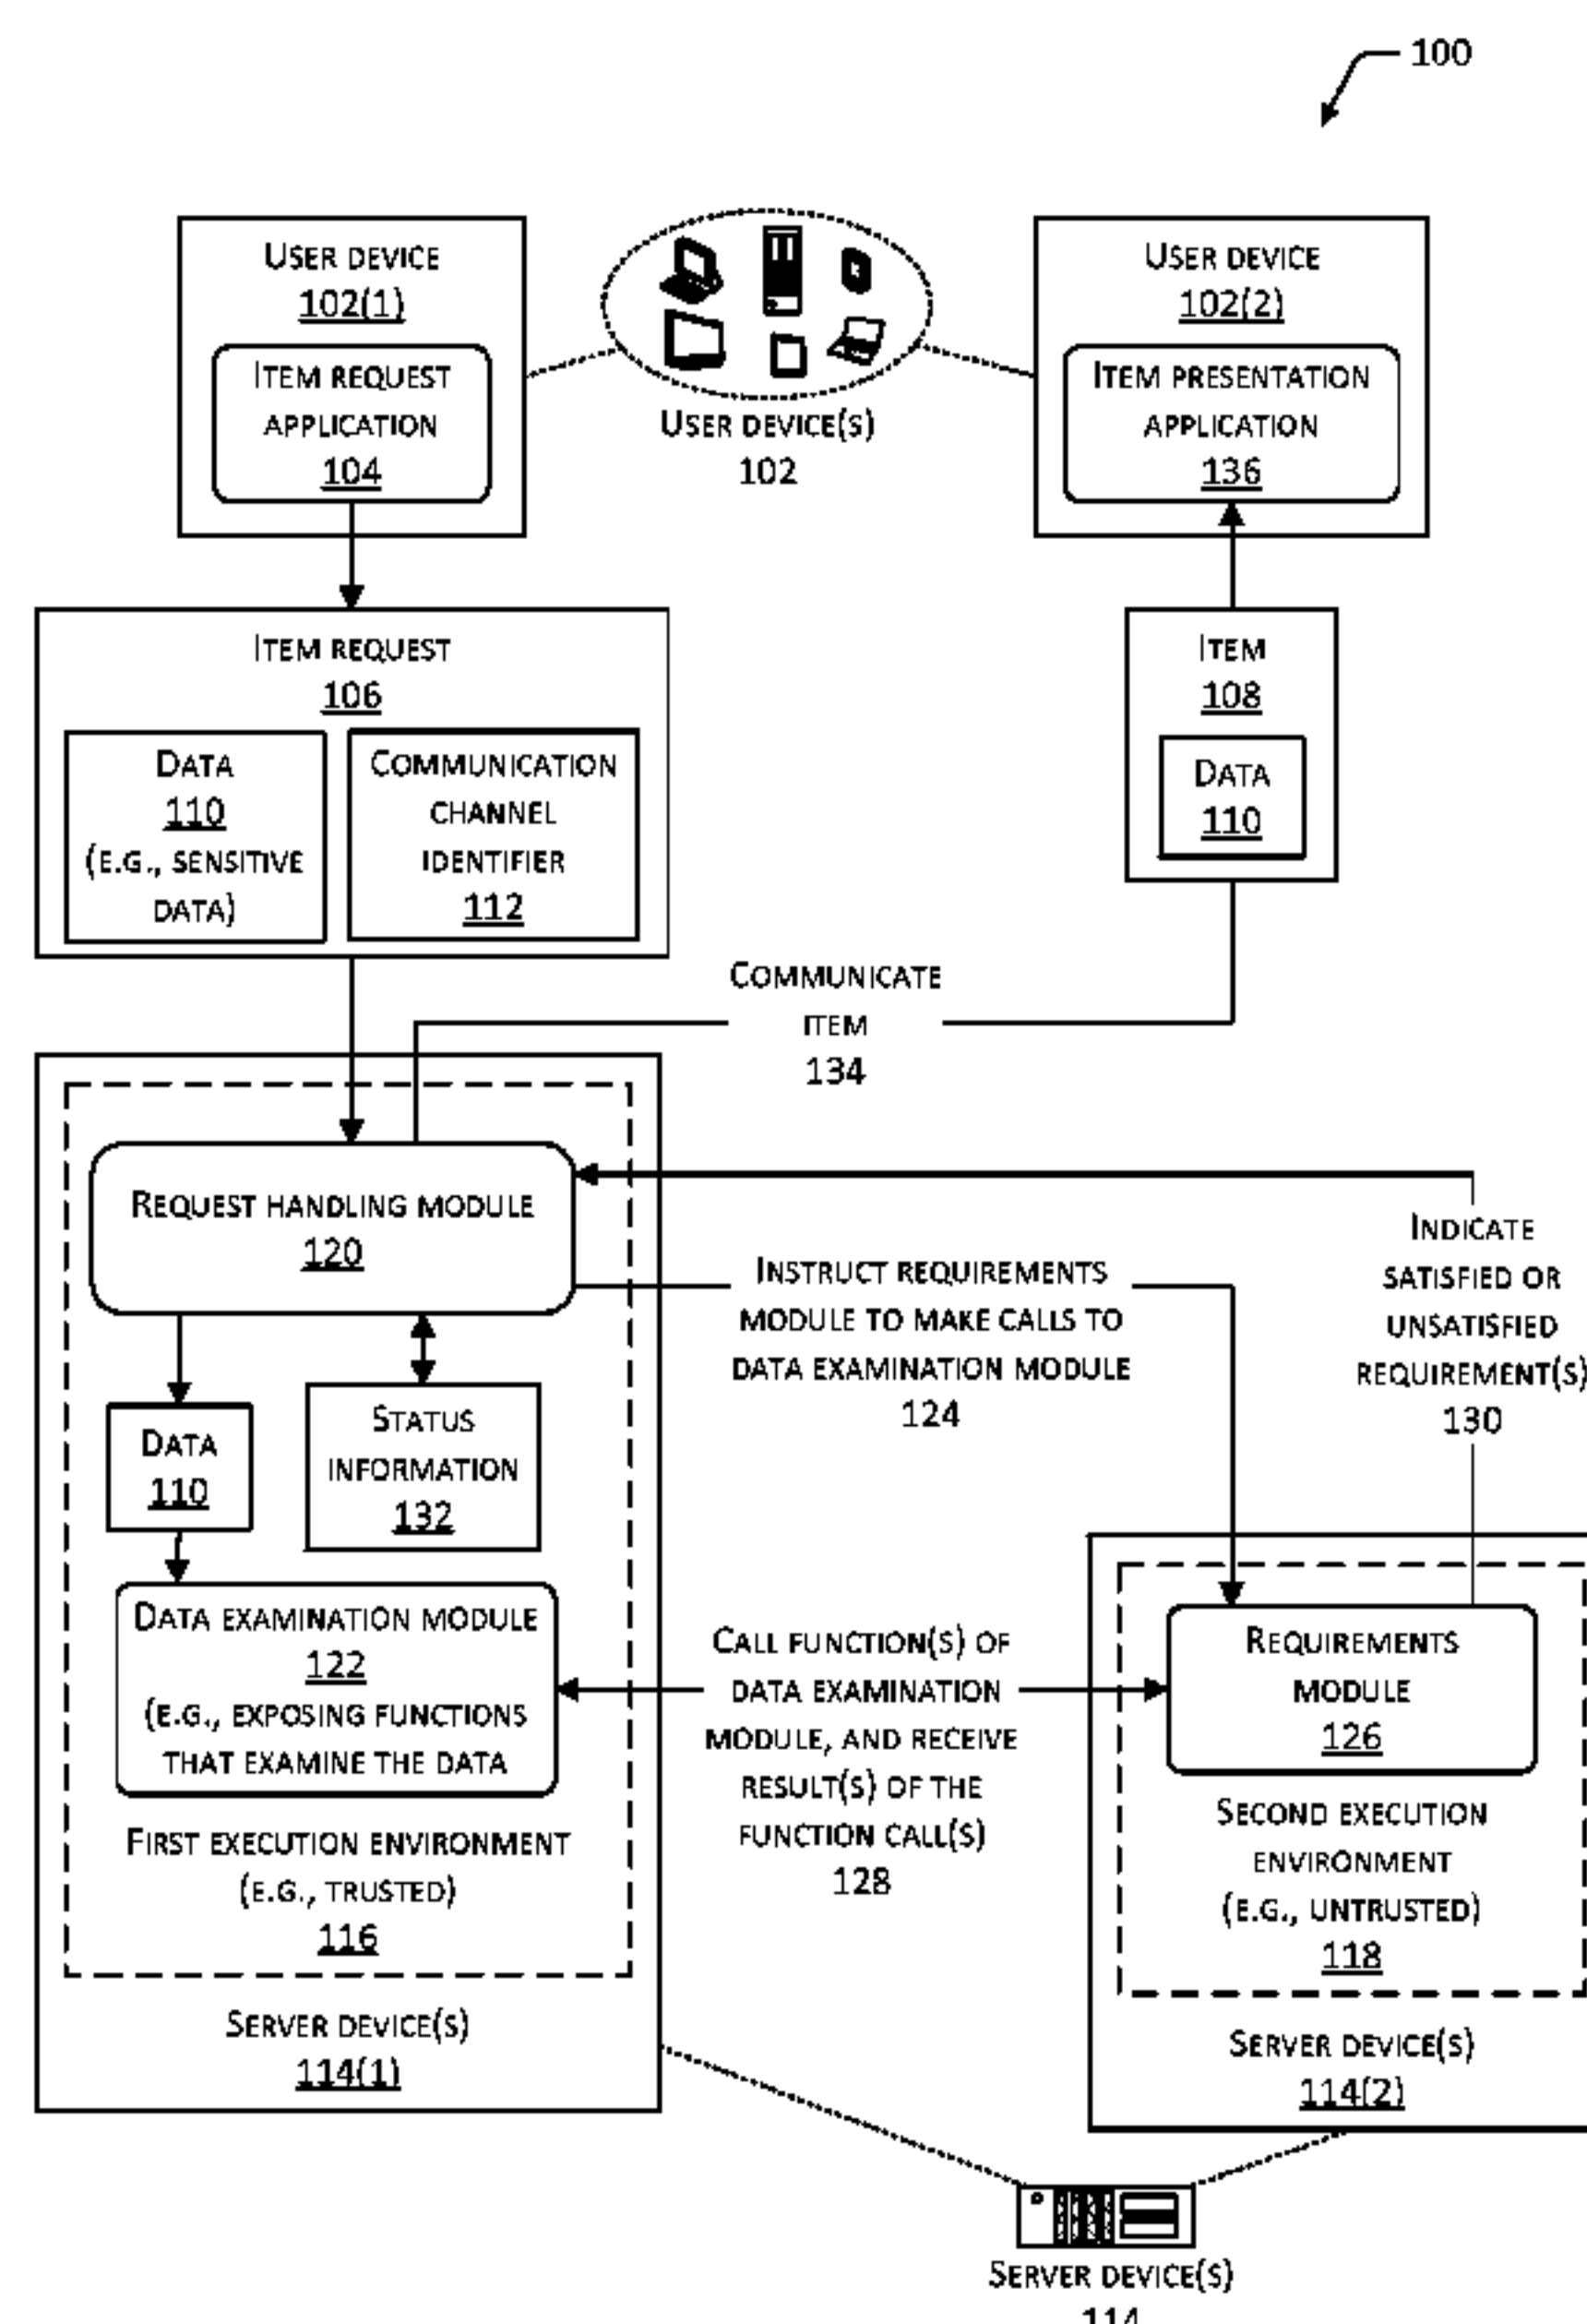 100
USER DEVICE
102(1)
ITEM REQUEST
APPLICATION
104
USER DEVICE(S)
102
USER DEVICE
102(2)
ITEM PRESENTATION
APPLICATION
136
ITEM REQUEST
106
DATA
110
(E.G., SENSITIVE
DATA)
COMMUNICATION
CHANNEL
IDENTIFIER
112
ITEM
108
DATA
110
COMMUNICATE
ITEM
134
REQUEST HANDLING MODULE
120
INSTRUCT REQUIREMENTS
MODULE TO MAKE CALLS TO
DATA EXAMINATION MODULE
124
INDICATE
SATISFIED OR
UNSATISFIED
REQUIREMENT(S)
130
DATA
110
STATUS
INFORMATION
132
DATA EXAMINATION MODULE
122
(E.G., EXPOSING FUNCTIONS
THAT EXAMINE THE DATA
FIRST EXECUTION ENVIRONMENT
(E.G., TRUSTED)
116
SERVER DEVICE(S)
114(1)
CALL FUNCTION(S) OF
DATA EXAMINATION
MODULE, AND RECEIVE
RESULT(S) OF THE
FUNCTION CALL(S)
128
REQUIREMENTS
MODULE
126
SECOND EXECUTION
ENVIRONMENT
(E.G., UNTRUSTED)
118
SERVER DEVICE(S)
114(2)
SERVER DEVICE(S)
114